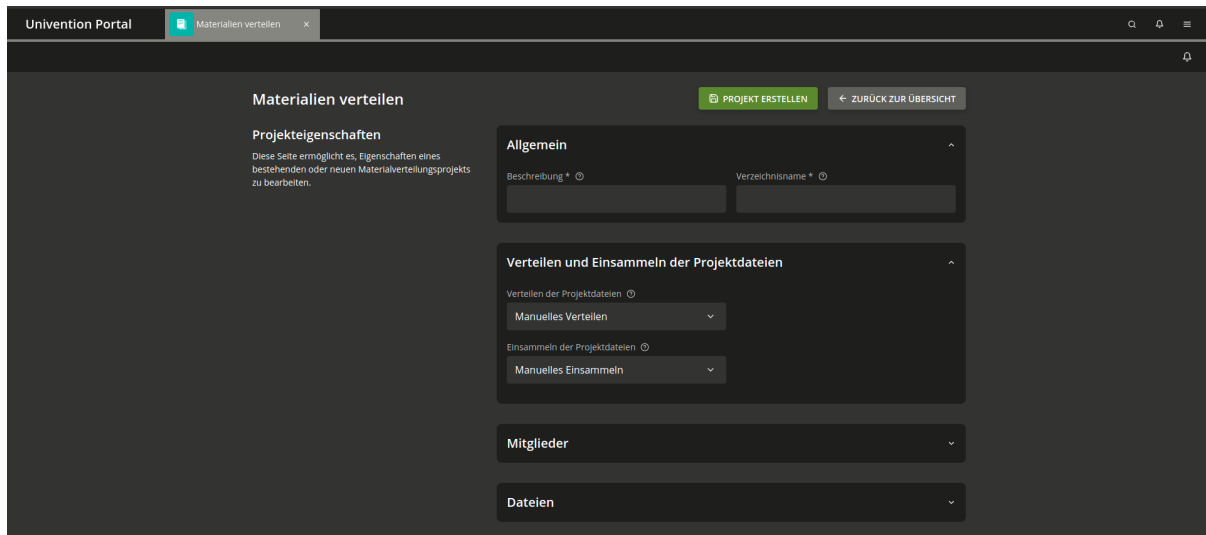 Univention Portal
Materialien verteilen ×
Materialien verteilen
PROJEKT ERSTELLEN
← ZURÜCK ZUR ÜBERSICHT
Projekteigenschaften
Diese Seite ermöglicht es, Eigenschaften eines
bestehenden oder neuen Materialverteilungsprojekts
zu bearbeiten.
Allgemein
Beschreibung *
Verzeichnisname *
Verteilen und Einsammeln der Projektdateien
Verteilen der Projektdateien
Manuelles Verteilen
Einsammeln der Projektdateien
Manuelles Einsammeln
Mitglieder
Dateien